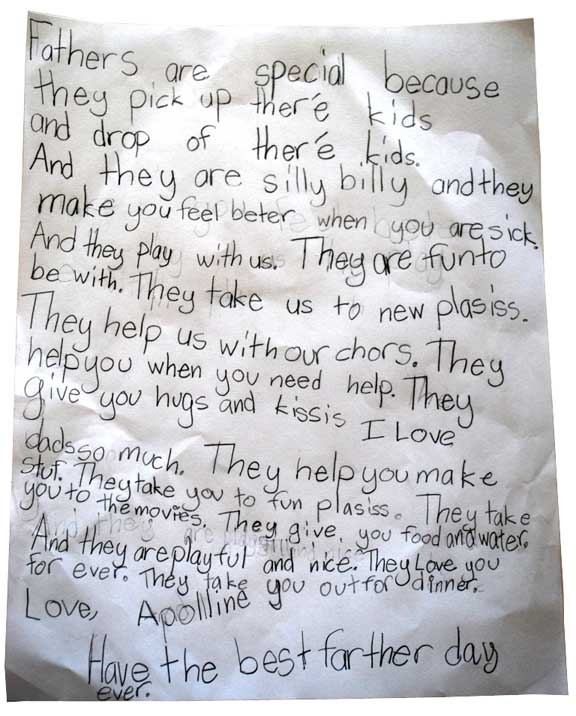 Fathers are special because
they pick up theré kids
and drop of theré kids.
And they are silly billy and they
make you feel beter when you are sick.
And they play with us. They are fun to
be with. They take us to new plasiss.
They help us with our chors. They
help you when you need help. They
give you hugs and kissis I Love
dads so much. They help you make
stuf. They take you to fun plasiss. They take
you to the movies. They give you food and water.
And they are playful and nice. They Love you
for ever. They take you out for dinner.
Love, Apolline
Have the best farther day
ever.